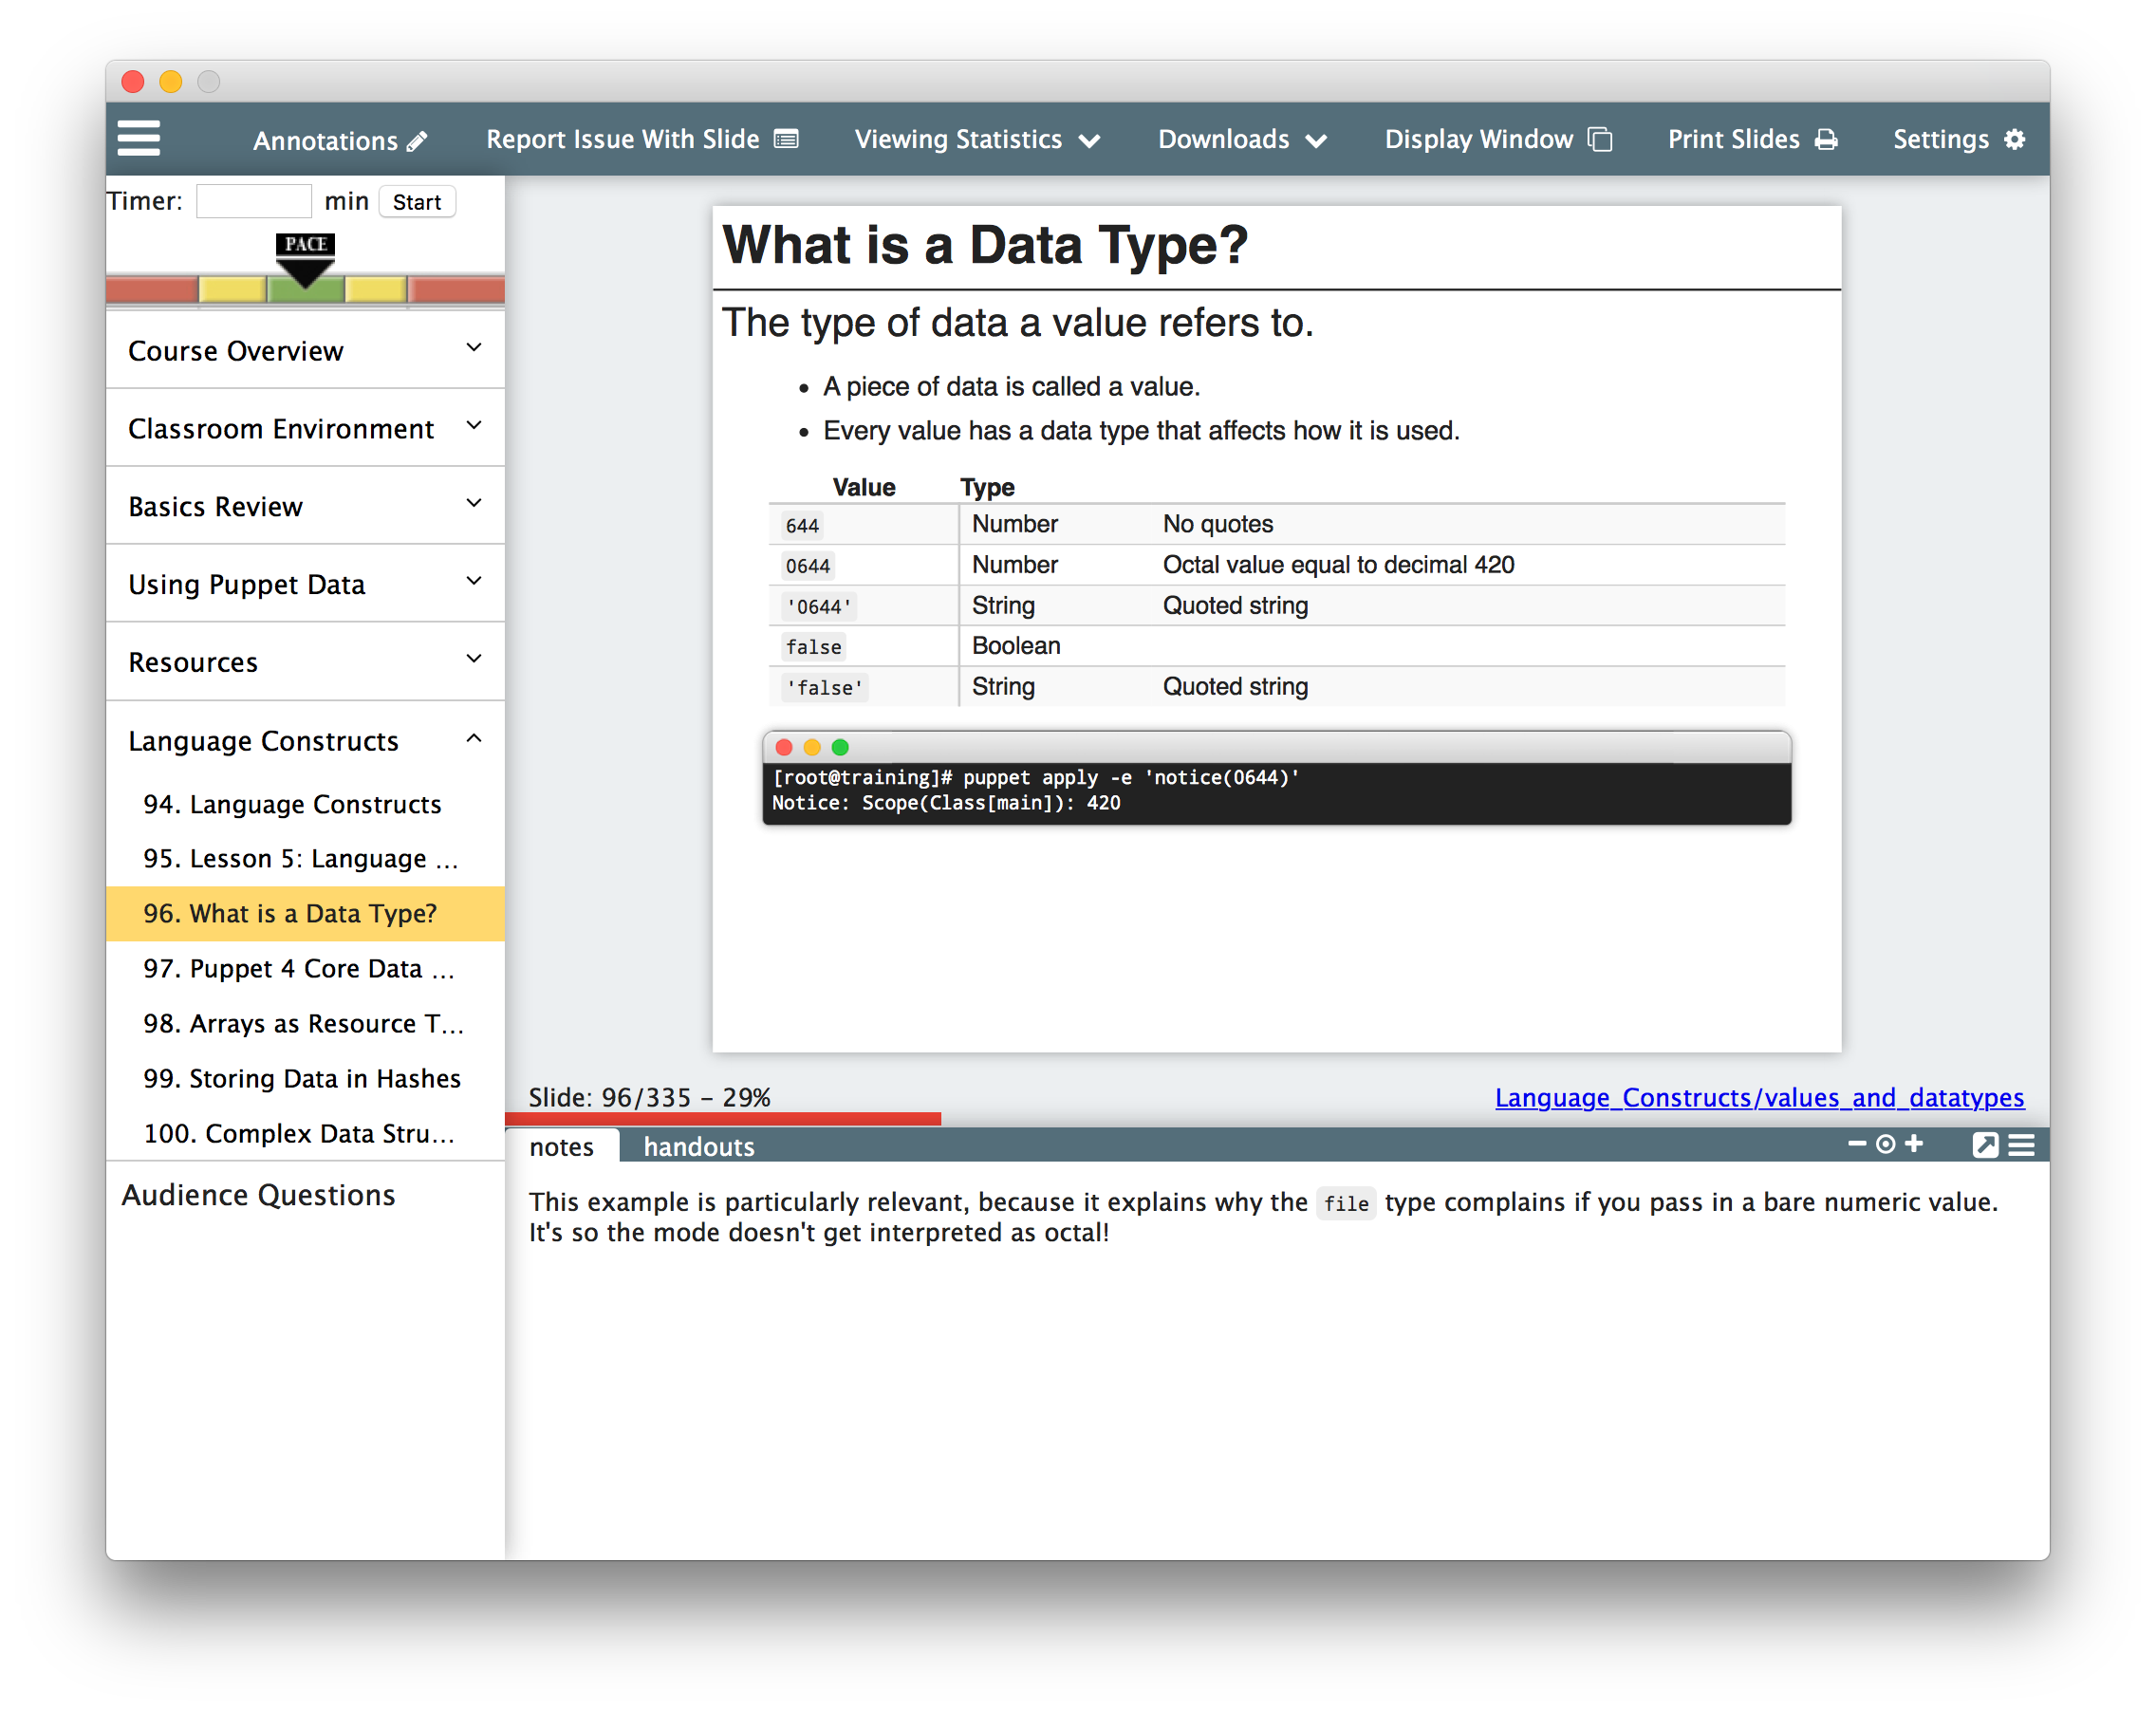 Annotations
Report Issue With Slide
Viewing Statistics
Downloads
Display Window
Print Slides
Settings
Timer: min Start
PACE
Course Overview
Classroom Environment
Basics Review
Using Puppet Data
Resources
Language Constructs
94. Language Constructs
95. Lesson 5: Language ...
96. What is a Data Type?
97. Puppet 4 Core Data ...
98. Arrays as Resource T...
99. Storing Data in Hashes
100. Complex Data Stru...
Audience Questions
What is a Data Type?
The type of data a value refers to.
• A piece of data is called a value.
• Every value has a data type that affects how it is used.
Value Type
644 Number No quotes
0644 Number Octal value equal to decimal 420
'0644' String Quoted string
false Boolean
'false' String Quoted string
[root@training]# puppet apply -e 'notice(0644)'
Notice: Scope(Class[main]): 420
Slide: 96/335 – 29%
Language_Constructs/values_and_datatypes
notes handouts
This example is particularly relevant, because it explains why the file type complains if you pass in a bare numeric value.
It's so the mode doesn't get interpreted as octal!